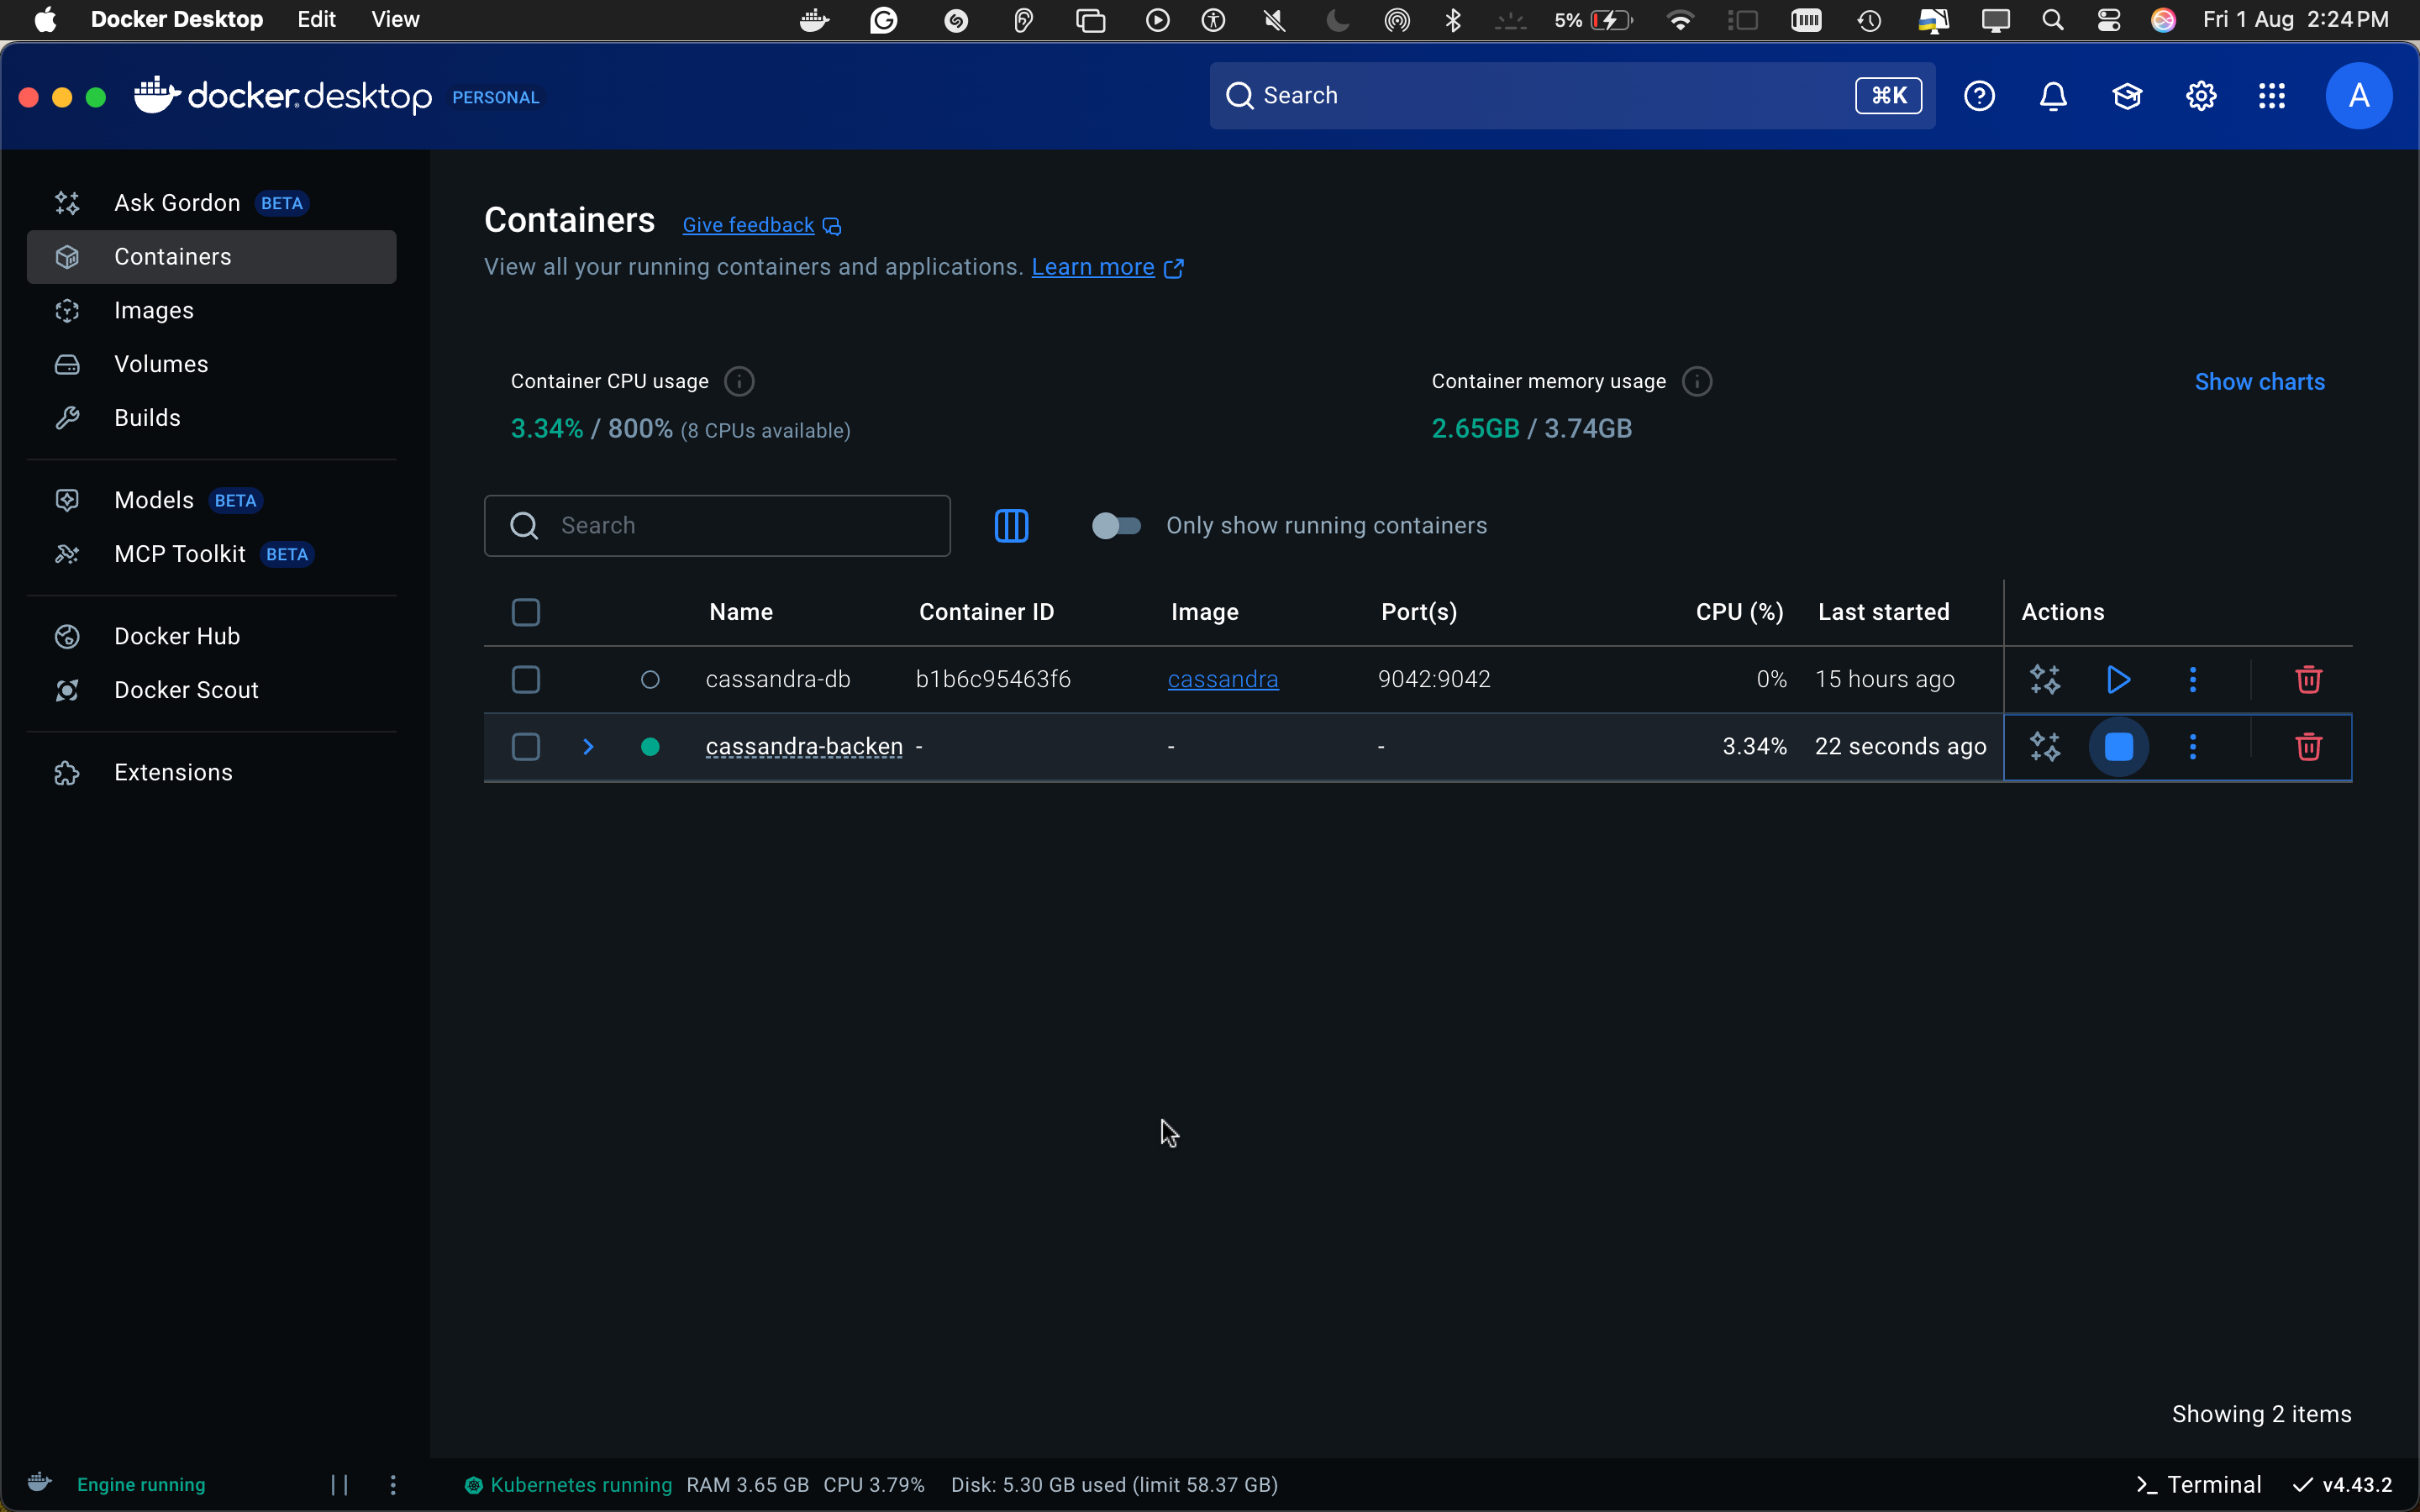 Docker Desktop Edit View 5% Fri 1 Aug 2:24 PM
docker.desktop PERSONAL Search ⌘K A
Ask Gordon BETA
Containers
Images
Volumes
Builds
Models BETA
MCP Toolkit BETA
Docker Hub
Docker Scout
Extensions
Containers Give feedback
View all your running containers and applications. Learn more
Container CPU usage
3.34% / 800% (8 CPUs available)
Container memory usage
2.65GB / 3.74GB
Show charts
Search Only show running containers
Name Container ID Image Port(s) CPU (%) Last started Actions
cassandra-db b1b6c95463f6 cassandra 9042:9042 0% 15 hours ago
cassandra-backen - - - 3.34% 22 seconds ago
Showing 2 items
Engine running Kubernetes running RAM 3.65 GB CPU 3.79% Disk: 5.30 GB used (limit 58.37 GB) Terminal v4.43.2